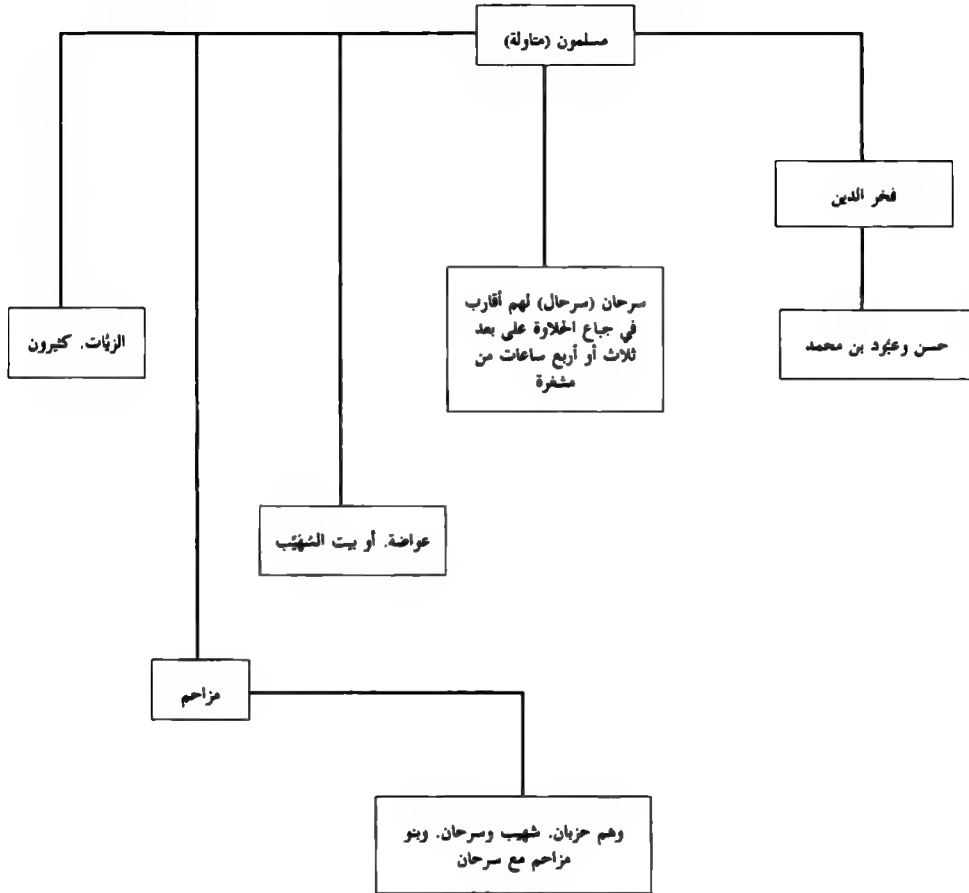 مسلمون (متاولة)
فخر الدين
حسن وعبّود بن محمد
سرحان (سرحال) لهم أقارب
في جباع الحلاوة على بعد
ثلاث أو أربع ساعات من
مشغرة
الزيّات. كثيرون
عواضة. أو بيت الشهيّب
مزاحم
وهم حزبان. شهيب وسرحان. وبنو
مزاحم مع سرحان